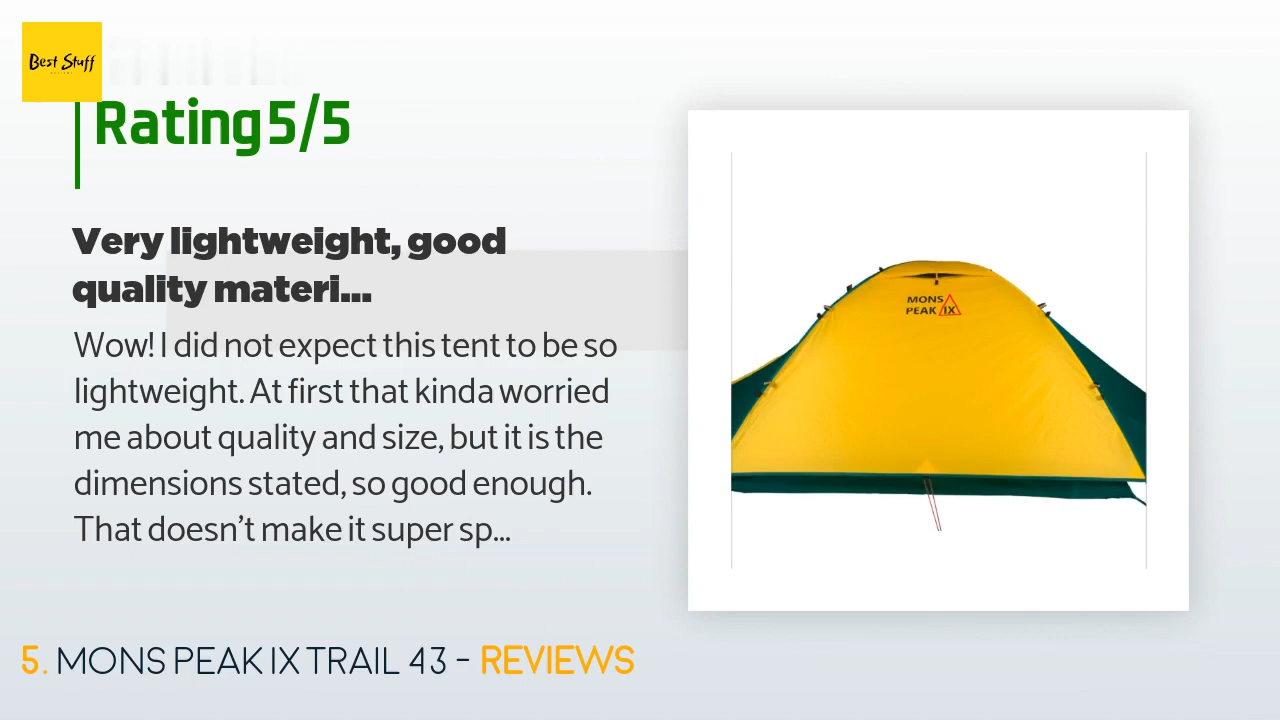 Best Stuff
Rating 5/5
Very lightweight, good
quality materi...
Wow! I did not expect this tent to be so
lightweight. At first that kinda worried
me about quality and size, but it is the
dimensions stated, so good enough.
That doesn't make it super sp...
MONS
PEAK IX
5. MONS PEAK IX TRAIL 43 - REVIEWS